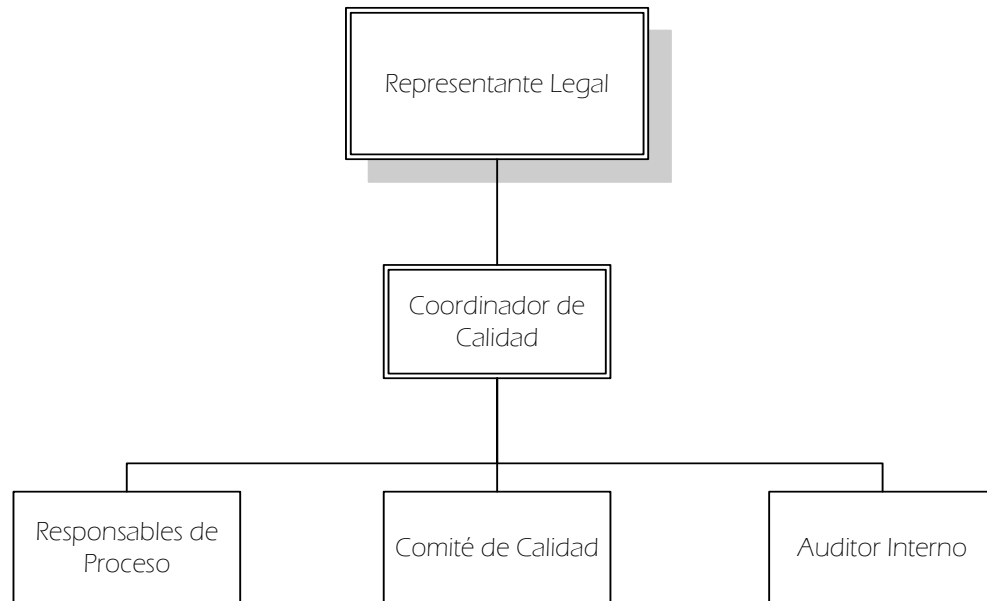 Representante Legal
Coordinador de
Calidad
Responsables de
Proceso
Comité de Calidad
Auditor Interno